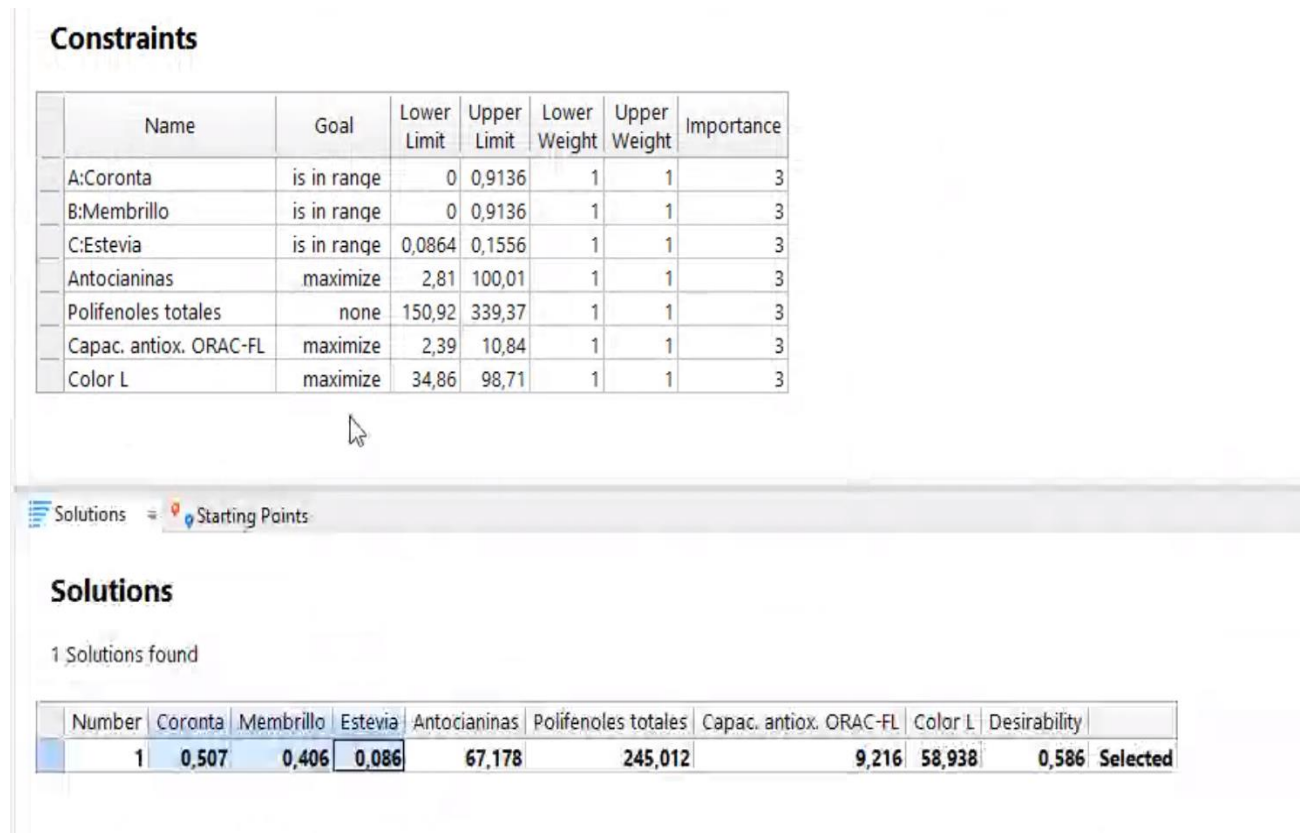 Constraints
Name Goal Lower Limit Upper Limit Lower Weight Upper Weight Importance
A:Coronta is in range 0 0,9136 1 1 3
B:Membrillo is in range 0 0,9136 1 1 3
C:Estevia is in range 0,0864 0,1556 1 1 3
Antocianinas maximize 2,81 100,01 1 1 3
Polifenoles totales none 150,92 339,37 1 1 3
Capac. antiox. ORAC-FL maximize 2,39 10,84 1 1 3
Color L maximize 34,86 98,71 1 1 3
Solutions Starting Points
Solutions
1 Solutions found
Number Coronta Membrillo Estevia Antocianinas Polifenoles totales Capac. antiox. ORAC-FL Color L Desirability
1 0,507 0,406 0,086 67,178 245,012 9,216 58,938 0,586 Selected